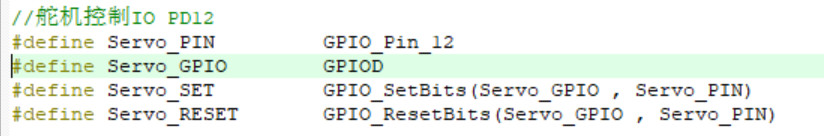 //舵机控制IO PD12
#define Servo_PIN GPIO_Pin_12
#define Servo_GPIO GPIOD
#define Servo_SET GPIO_SetBits(Servo_GPIO , Servo_PIN)
#define Servo_RESET GPIO_ResetBits(Servo_GPIO , Servo_PIN)